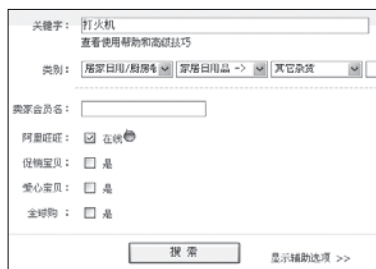 关键字： 打火机
查看使用帮助和高级技巧
类别： 居家日用/厨房餐 家居日用品 -> 其它杂货
卖家会员名：
阿里旺旺： 在线
促销宝贝： 是
爱心宝贝： 是
全球购 ： 是
搜 索
显示辅助选项 >>